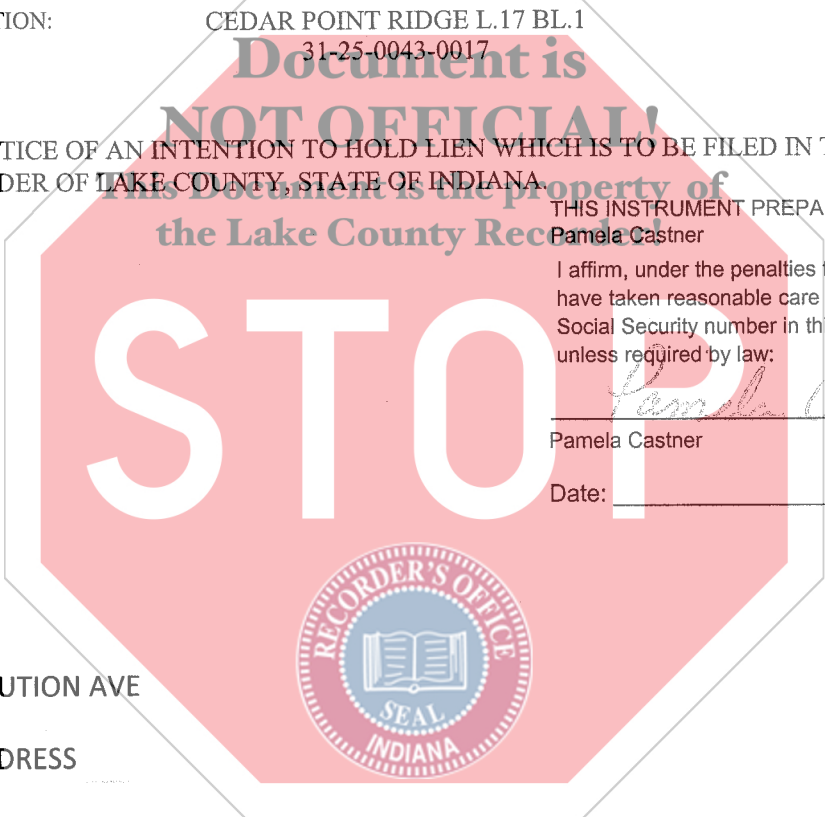 TION: CEDAR POINT RIDGE L.17 BL.1
31-25-0043-0017
Document is
NOT OFFICIAL!
TICE OF AN INTENTION TO HOLD LIEN WHICH IS TO BE FILED IN T
DER OF LAKE COUNTY, STATE OF INDIANA.
This Document is the property of
the Lake County Recorder!
THIS INSTRUMENT PREPA
Pamela Castner
I affirm, under the penalties
have taken reasonable care
Social Security number in thi
unless required by law:
Pamela
Pamela Castner
Date:
STOP
RECORDER'S OFFICE
SEAL
INDIANA
UTION AVE
DRESS